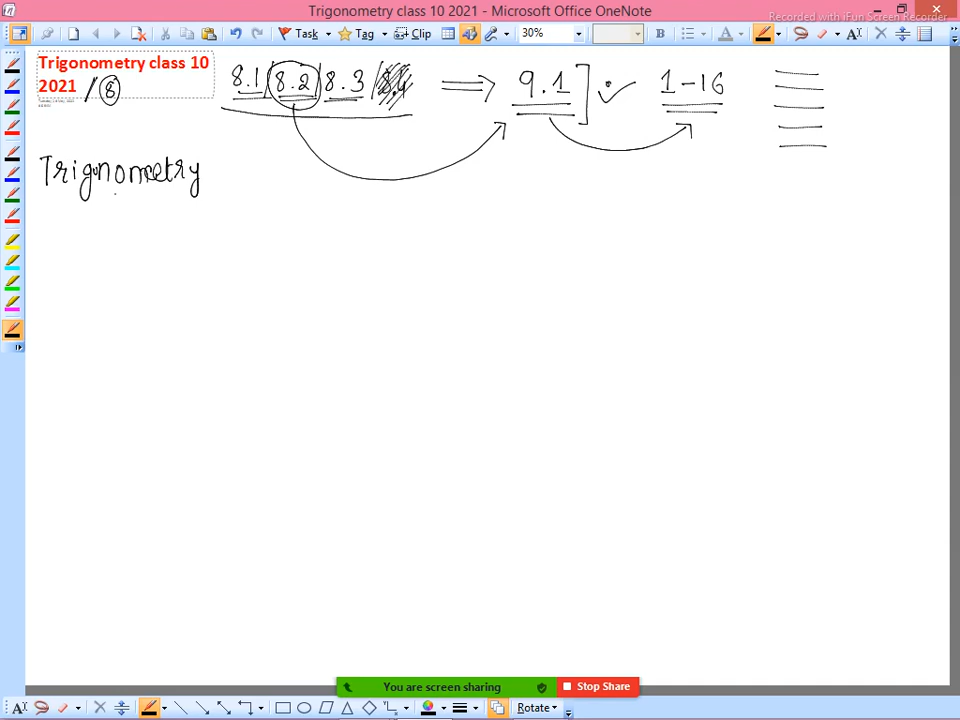 Trigonometry class 10 2021 - Microsoft Office OneNote
Recorded with iFun Screen Recorder
Task Tag Clip 30% B A
Trigonometry class 10
2021 / 8
8.1 / 8.2 / 8.3 / 8.4 ⇒ 9.1 ] ✓ 1-16
Trigonometry
You are screen sharing Stop Share
Rotate